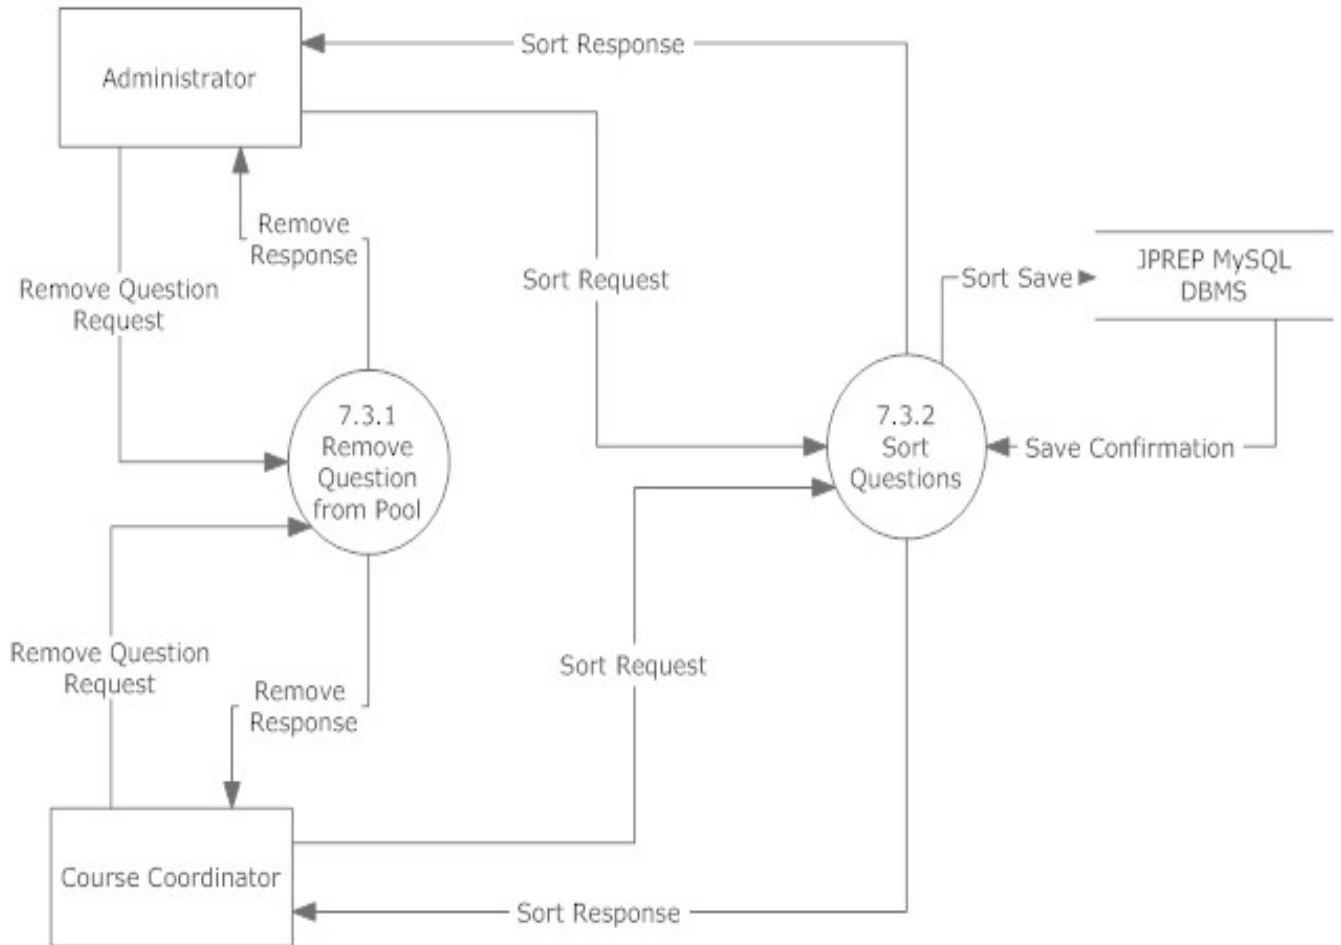 Sort Response
Administrator
Remove
Response
Sort Request
Remove Question
Request
JPREP MySQL
DBMS
Sort Save
7.3.1
Remove
Question
from Pool
7.3.2
Sort
Questions
Save Confirmation
Remove Question
Request
Sort Request
Remove
Response
Course Coordinator
Sort Response